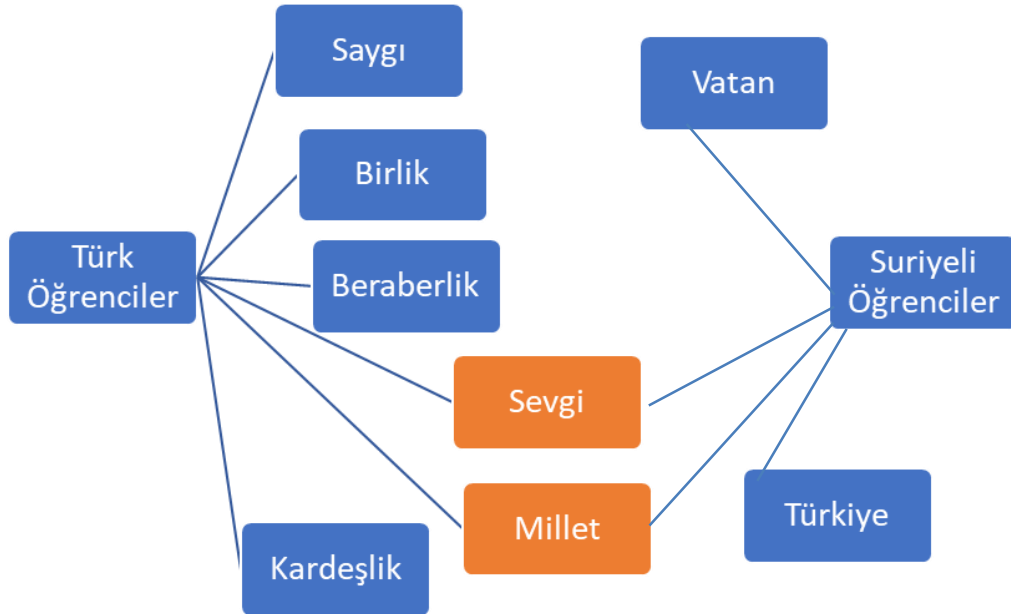 Saygı
Vatan
Birlik
Türk
Öğrenciler
Beraberlik
Suriyeli
Öğrenciler
Sevgi
Millet
Türkiye
Kardeşlik